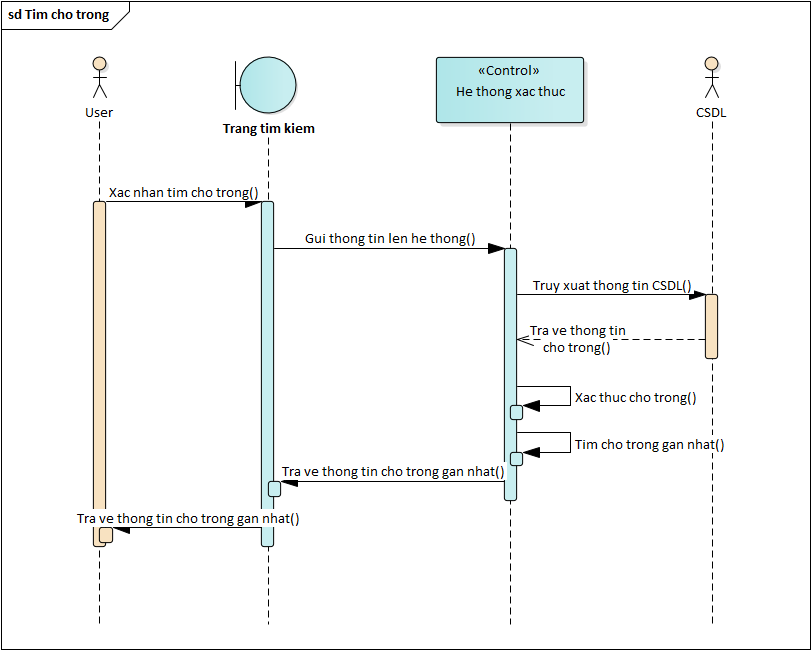 sd Tim cho trong
User
Trang tim kiem
«Control»
He thong xac thuc
CSDL
Xac nhan tim cho trong()
Gui thong tin len he thong()
Truy xuat thong tin CSDL()
Tra ve thong tin
cho trong()
Xac thuc cho trong()
Tim cho trong gan nhat()
Tra ve thong tin cho trong gan nhat()
Tra ve thong tin cho trong gan nhat()